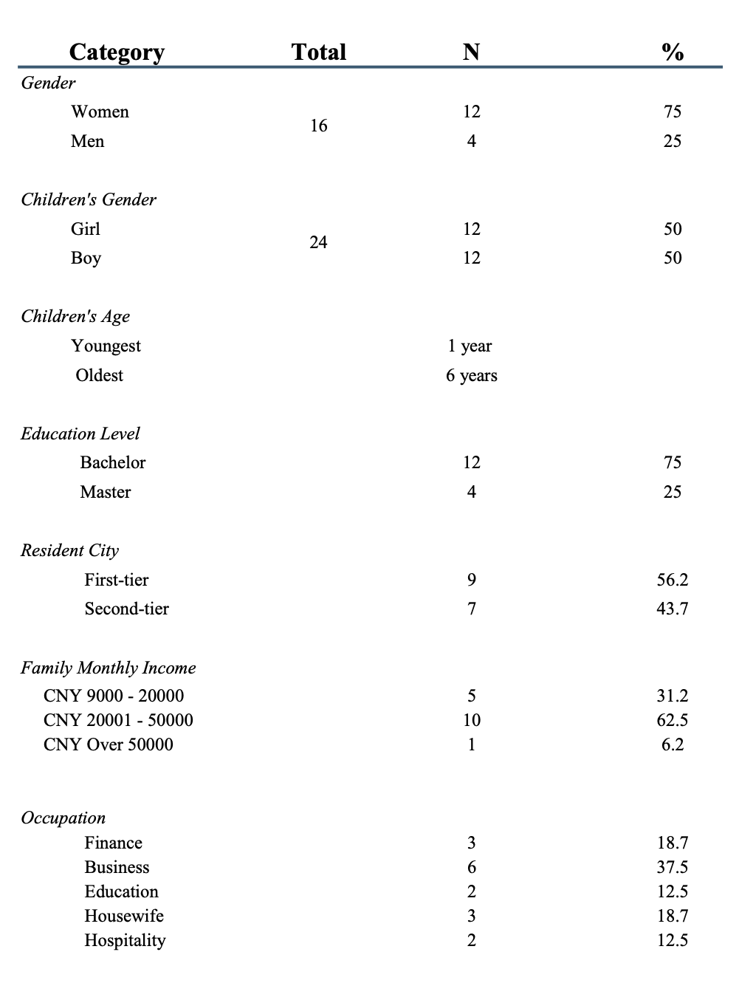 Category Total N %
Gender
Women 12 75
16
Men 4 25
Children's Gender
Girl 12 50
24
Boy 12 50
Children's Age
Youngest 1 year
Oldest 6 years
Education Level
Bachelor 12 75
Master 4 25
Resident City
First-tier 9 56.2
Second-tier 7 43.7
Family Monthly Income
CNY 9000 - 20000 5 31.2
CNY 20001 - 50000 10 62.5
CNY Over 50000 1 6.2
Occupation
Finance 3 18.7
Business 6 37.5
Education 2 12.5
Housewife 3 18.7
Hospitality 2 12.5